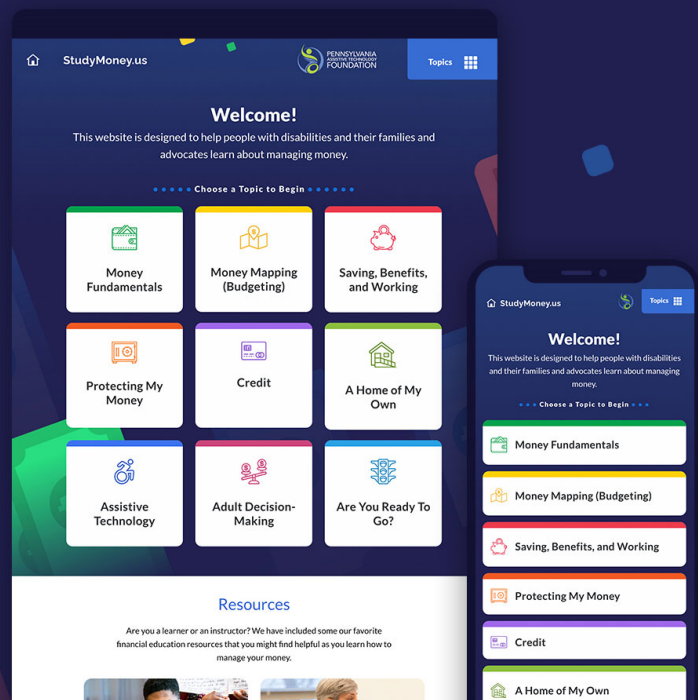 StudyMoney.us
PENNSYLVANIA
ASSISTIVE TECHNOLOGY
FOUNDATION
Topics
Welcome!
This website is designed to help people with disabilities and their families and
advocates learn about managing money.
Choose a Topic to Begin
Money
Fundamentals
Money Mapping
(Budgeting)
Saving, Benefits,
and Working
Protecting My
Money
Credit
A Home of My
Own
Assistive
Technology
Adult Decision-
Making
Are You Ready To
Go?
Resources
Are you a learner or an instructor? We have included some our favorite
financial education resources that you might find helpful as you learn how to
manage your money.
StudyMoney.us
Topics
Welcome!
This website is designed to help people with disabilities
and their families and advocates learn about managing
money.
Choose a Topic to Begin
Money Fundamentals
Money Mapping (Budgeting)
Saving, Benefits, and Working
Protecting My Money
Credit
A Home of My Own